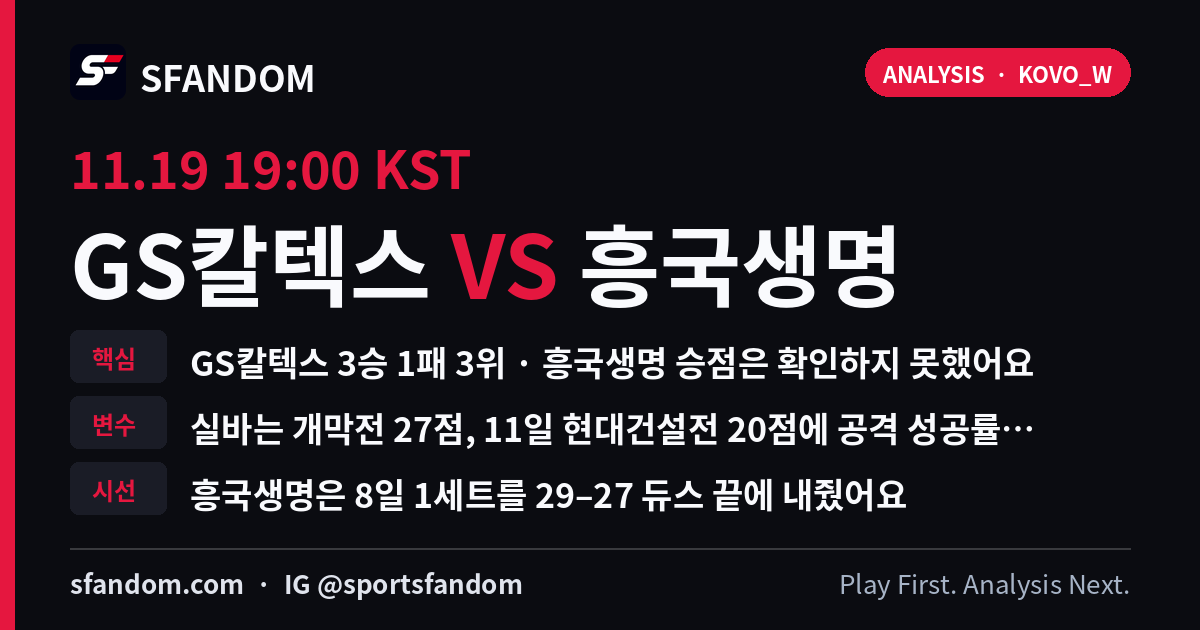 SF SFANDOM
ANALYSIS · KOVO_W
11.19 19:00 KST
GS칼텍스 VS 흥국생명
핵심 GS칼텍스 3승 1패 3위 · 흥국생명 승점은 확인하지 못했어요
변수 실바는 개막전 27점, 11일 현대건설전 20점에 공격 성공률…
시선 흥국생명은 8일 1세트를 29–27 듀스 끝에 내줬어요
sfandom.com · IG @sportsfandom
Play First. Analysis Next.